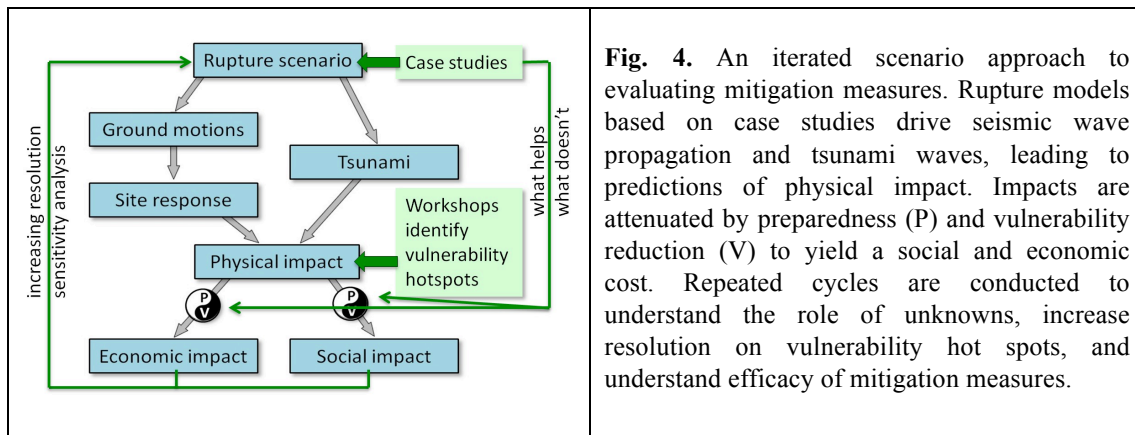 Rupture scenario
Case studies
Ground motions
Tsunami
Site response
Workshops
identify
vulnerability
hotspots
Physical impact
P
V
P
V
Economic impact
Social impact
increasing resolution
sensitivity analysis
what helps
what doesn't
Fig. 4. An iterated scenario approach to
evaluating mitigation measures. Rupture models
based on case studies drive seismic wave
propagation and tsunami waves, leading to
predictions of physical impact. Impacts are
attenuated by preparedness (P) and vulnerability
reduction (V) to yield a social and economic
cost. Repeated cycles are conducted to
understand the role of unknowns, increase
resolution on vulnerability hot spots, and
understand efficacy of mitigation measures.